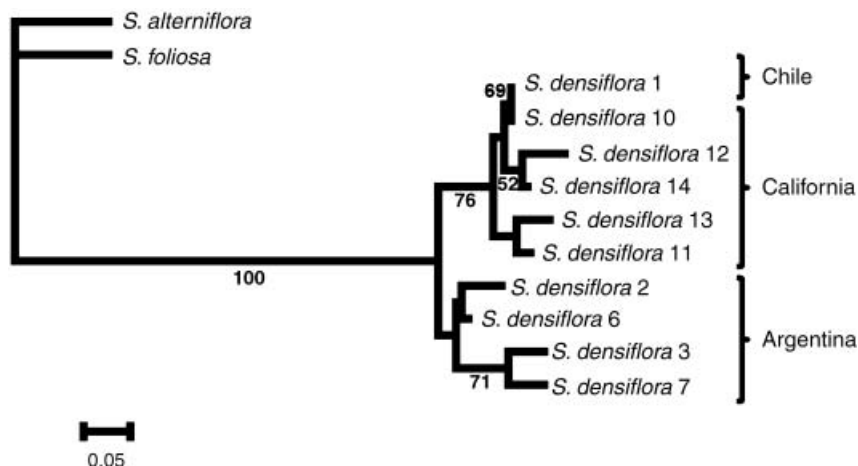 S. alterniflora
S. foliosa
69
S. densiflora 1
Chile
S. densiflora 10
S. densiflora 12
52
S. densiflora 14
76
California
S. densiflora 13
S. densiflora 11
100
S. densiflora 2
S. densiflora 6
Argentina
S. densiflora 3
71
S. densiflora 7
0.05